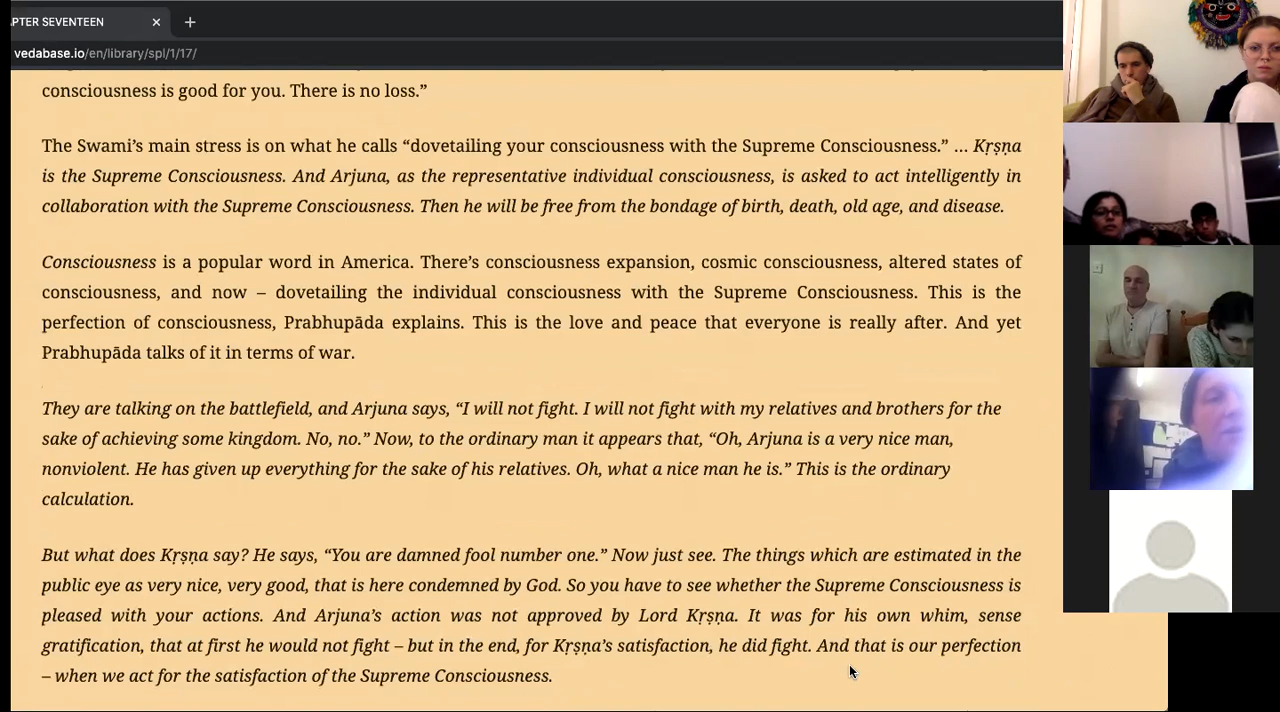 PTER SEVENTEEN
vedabase.io/en/library/spl/1/17/
consciousness is good for you. There is no loss.”
The Swami’s main stress is on what he calls “dovetailing your consciousness with the Supreme Consciousness.” … Kṛṣṇa
is the Supreme Consciousness. And Arjuna, as the representative individual consciousness, is asked to act intelligently in
collaboration with the Supreme Consciousness. Then he will be free from the bondage of birth, death, old age, and disease.
Consciousness is a popular word in America. There’s consciousness expansion, cosmic consciousness, altered states of
consciousness, and now – dovetailing the individual consciousness with the Supreme Consciousness. This is the
perfection of consciousness, Prabhupāda explains. This is the love and peace that everyone is really after. And yet
Prabhupāda talks of it in terms of war.
They are talking on the battlefield, and Arjuna says, “I will not fight. I will not fight with my relatives and brothers for the
sake of achieving some kingdom. No, no.” Now, to the ordinary man it appears that, “Oh, Arjuna is a very nice man,
nonviolent. He has given up everything for the sake of his relatives. Oh, what a nice man he is.” This is the ordinary
calculation.
But what does Kṛṣṇa say? He says, “You are damned fool number one.” Now just see. The things which are estimated in the
public eye as very nice, very good, that is here condemned by God. So you have to see whether the Supreme Consciousness is
pleased with your actions. And Arjuna’s action was not approved by Lord Kṛṣṇa. It was for his own whim, sense
gratification, that at first he would not fight – but in the end, for Kṛṣṇa’s satisfaction, he did fight. And that is our perfection
– when we act for the satisfaction of the Supreme Consciousness.